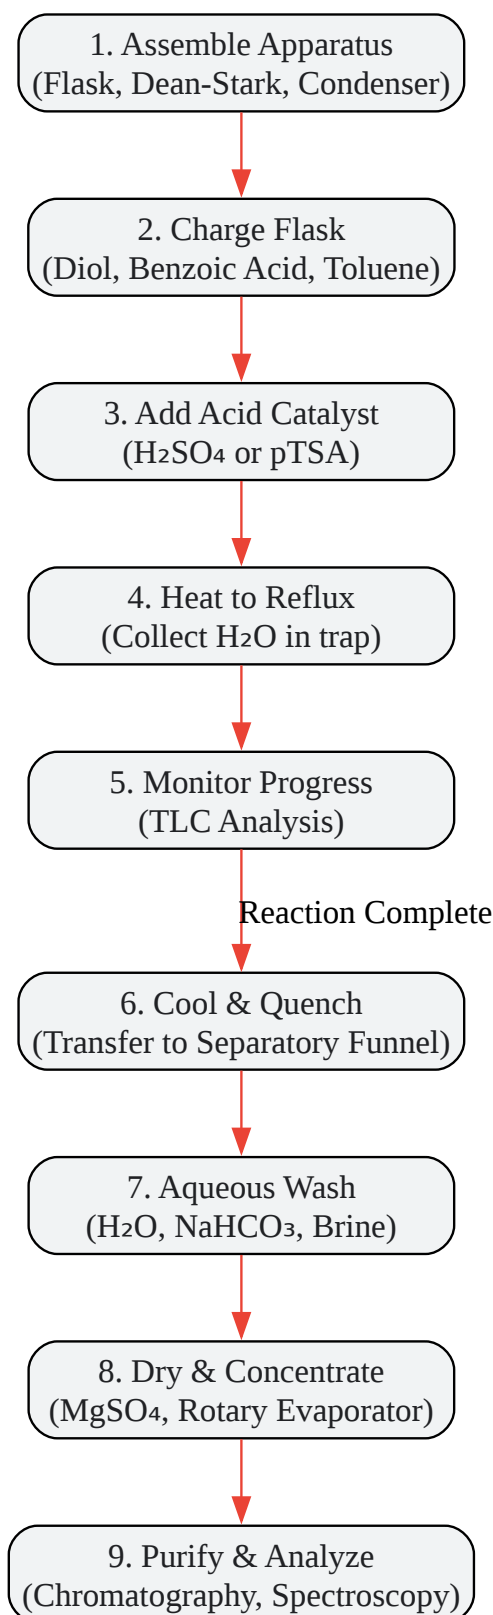 1. Assemble Apparatus
(Flask, Dean-Stark, Condenser)
2. Charge Flask
(Diol, Benzoic Acid, Toluene)
3. Add Acid Catalyst
(H₂SO₄ or pTSA)
4. Heat to Reflux
(Collect H₂O in trap)
5. Monitor Progress
(TLC Analysis)
Reaction Complete
6. Cool & Quench
(Transfer to Separatory Funnel)
7. Aqueous Wash
(H₂O, NaHCO₃, Brine)
8. Dry & Concentrate
(MgSO₄, Rotary Evaporator)
9. Purify & Analyze
(Chromatography, Spectroscopy)